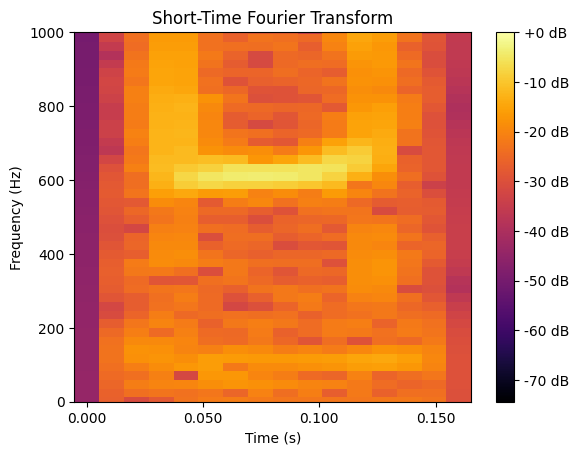 Short-Time Fourier Transform
1000
800
600
400
200
0
Frequency (Hz)
0.000
0.050
0.100
0.150
Time (s)
+0 dB
-10 dB
-20 dB
-30 dB
-40 dB
-50 dB
-60 dB
-70 dB